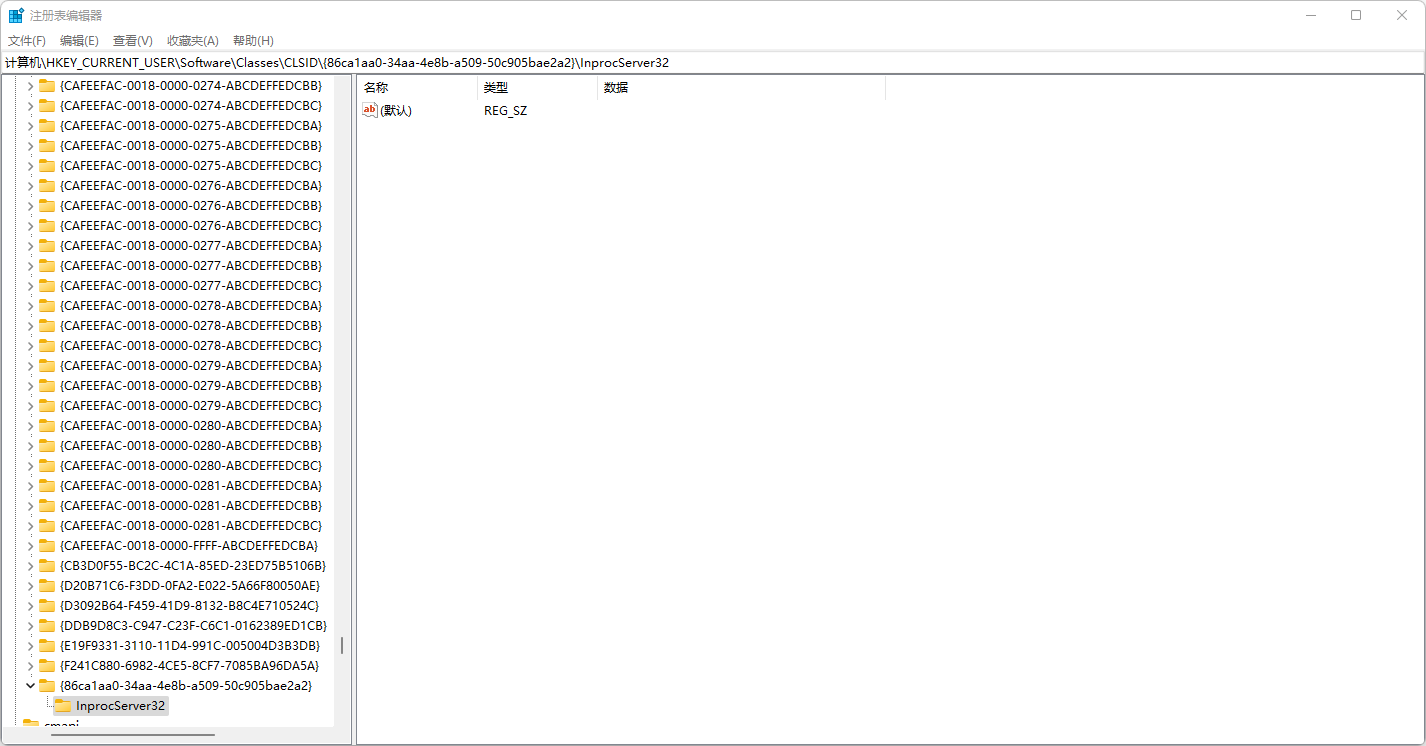 注册表编辑器
文件(F) 编辑(E) 查看(V) 收藏夹(A) 帮助(H)
计算机\HKEY_CURRENT_USER\Software\Classes\CLSID\{86ca1aa0-34aa-4e8b-a509-50c905bae2a2}\InprocServer32
{CAFEEFAC-0018-0000-0274-ABCDEFFEDCBB}
{CAFEEFAC-0018-0000-0274-ABCDEFFEDCBC}
{CAFEEFAC-0018-0000-0275-ABCDEFFEDCBA}
{CAFEEFAC-0018-0000-0275-ABCDEFFEDCBB}
{CAFEEFAC-0018-0000-0275-ABCDEFFEDCBC}
{CAFEEFAC-0018-0000-0276-ABCDEFFEDCBA}
{CAFEEFAC-0018-0000-0276-ABCDEFFEDCBB}
{CAFEEFAC-0018-0000-0276-ABCDEFFEDCBC}
{CAFEEFAC-0018-0000-0277-ABCDEFFEDCBA}
{CAFEEFAC-0018-0000-0277-ABCDEFFEDCBB}
{CAFEEFAC-0018-0000-0277-ABCDEFFEDCBC}
{CAFEEFAC-0018-0000-0278-ABCDEFFEDCBA}
{CAFEEFAC-0018-0000-0278-ABCDEFFEDCBB}
{CAFEEFAC-0018-0000-0278-ABCDEFFEDCBC}
{CAFEEFAC-0018-0000-0279-ABCDEFFEDCBA}
{CAFEEFAC-0018-0000-0279-ABCDEFFEDCBB}
{CAFEEFAC-0018-0000-0279-ABCDEFFEDCBC}
{CAFEEFAC-0018-0000-0280-ABCDEFFEDCBA}
{CAFEEFAC-0018-0000-0280-ABCDEFFEDCBB}
{CAFEEFAC-0018-0000-0280-ABCDEFFEDCBC}
{CAFEEFAC-0018-0000-0281-ABCDEFFEDCBA}
{CAFEEFAC-0018-0000-0281-ABCDEFFEDCBB}
{CAFEEFAC-0018-0000-0281-ABCDEFFEDCBC}
{CAFEEFAC-0018-0000-FFFF-ABCDEFFEDCBA}
{CB3D0F55-BC2C-4C1A-85ED-23ED75B5106B}
{D20B71C6-F3DD-0FA2-E022-5A66F80050AE}
{D3092B64-F459-41D9-8132-B8C4E710524C}
{DDB9D8C3-C947-C23F-C6C1-0162389ED1CB}
{E19F9331-3110-11D4-991C-005004D3B3DB}
{F241C880-6982-4CE5-8CF7-7085BA96DA5A}
{86ca1aa0-34aa-4e8b-a509-50c905bae2a2}
InprocServer32
名称 类型 数据
ab (默认) REG_SZ